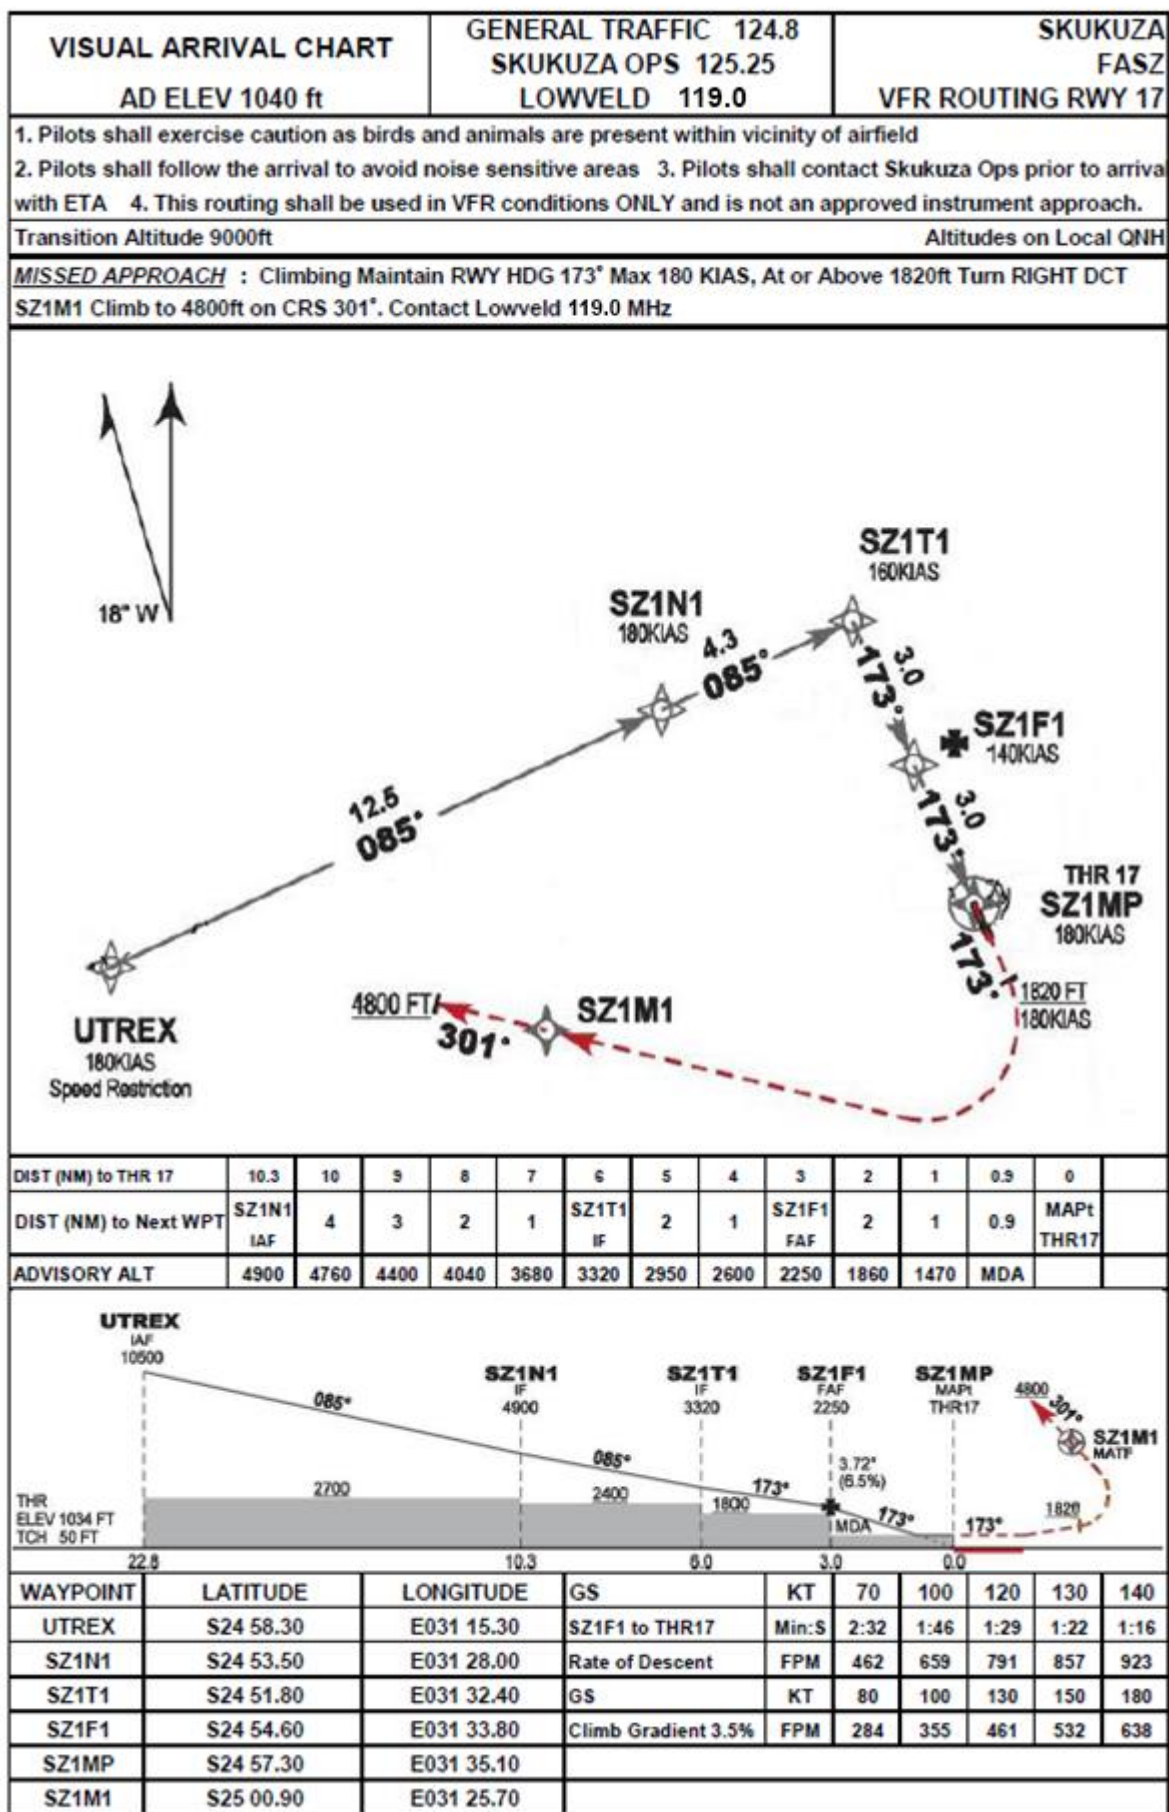 VISUAL ARRIVAL CHART
AD ELEV 1040 ft
GENERAL TRAFFIC 124.8
SKUKUZA OPS 125.25
LOWVELD 119.0
SKUKUZA
FASZ
VFR ROUTING RWY 17
1. Pilots shall exercise caution as birds and animals are present within vicinity of airfield
2. Pilots shall follow the arrival to avoid noise sensitive areas 3. Pilots shall contact Skukuza Ops prior to arrival
with ETA 4. This routing shall be used in VFR conditions ONLY and is not an approved instrument approach.
Transition Altitude 9000ft Altitudes on Local QNH
MISSED APPROACH : Climbing Maintain RWY HDG 173° Max 180 KIAS, At or Above 1820ft Turn RIGHT DCT
SZ1M1 Climb to 4800ft on CRS 301°. Contact Lowveld 119.0 MHz
18° W
SZ1T1
160KIAS
SZ1N1
180KIAS
4.3
085°
3.0
173°
SZ1F1
140KIAS
12.5
085°
3.0
173°
THR 17
SZ1MP
180KIAS
173°
1820 FT
180KIAS
UTREX
180KIAS
Speed Restriction
4800 FT
301°
SZ1M1
DIST (NM) to THR 17 10.3 10 9 8 7 6 5 4 3 2 1 0.9 0
DIST (NM) to Next WPT SZ1N1 IAF 4 3 2 1 SZ1T1 IF 2 1 SZ1F1 FAF 2 1 0.9 MAPt THR17
ADVISORY ALT 4900 4760 4400 4040 3680 3320 2950 2600 2250 1860 1470 MDA
UTREX
IAF
10500
085°
SZ1N1
IF
4900
085°
SZ1T1
IF
3320
173°
SZ1F1
FAF
2250
3.72°
(6.5%)
173°
MDA
SZ1MP
MAPt
THR17
173°
4800
301°
SZ1M1
MATF
1820
2700
2400
1800
THR
ELEV 1034 FT
TCH 50 FT
22.8 10.3 6.0 3.0 0.0
WAYPOINT LATITUDE LONGITUDE GS KT 70 100 120 130 140
UTREX S24 58.30 E031 15.30 SZ1F1 to THR17 Min:S 2:32 1:46 1:29 1:22 1:16
SZ1N1 S24 53.50 E031 28.00 Rate of Descent FPM 462 659 791 857 923
SZ1T1 S24 51.80 E031 32.40 GS KT 80 100 130 150 180
SZ1F1 S24 54.60 E031 33.80 Climb Gradient 3.5% FPM 284 355 461 532 638
SZ1MP S24 57.30 E031 35.10
SZ1M1 S25 00.90 E031 25.70